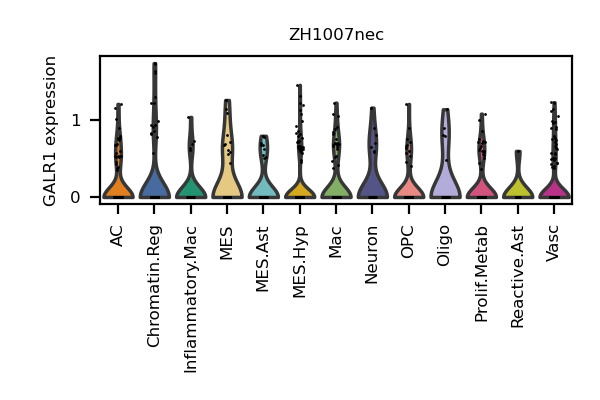 ZH1007nec
GALR1 expression
1
0
AC
Chromatin.Reg
Inflammatory.Mac
MES
MES.Ast
MES.Hyp
Mac
Neuron
OPC
Oligo
Prolif.Metab
Reactive.Ast
Vasc